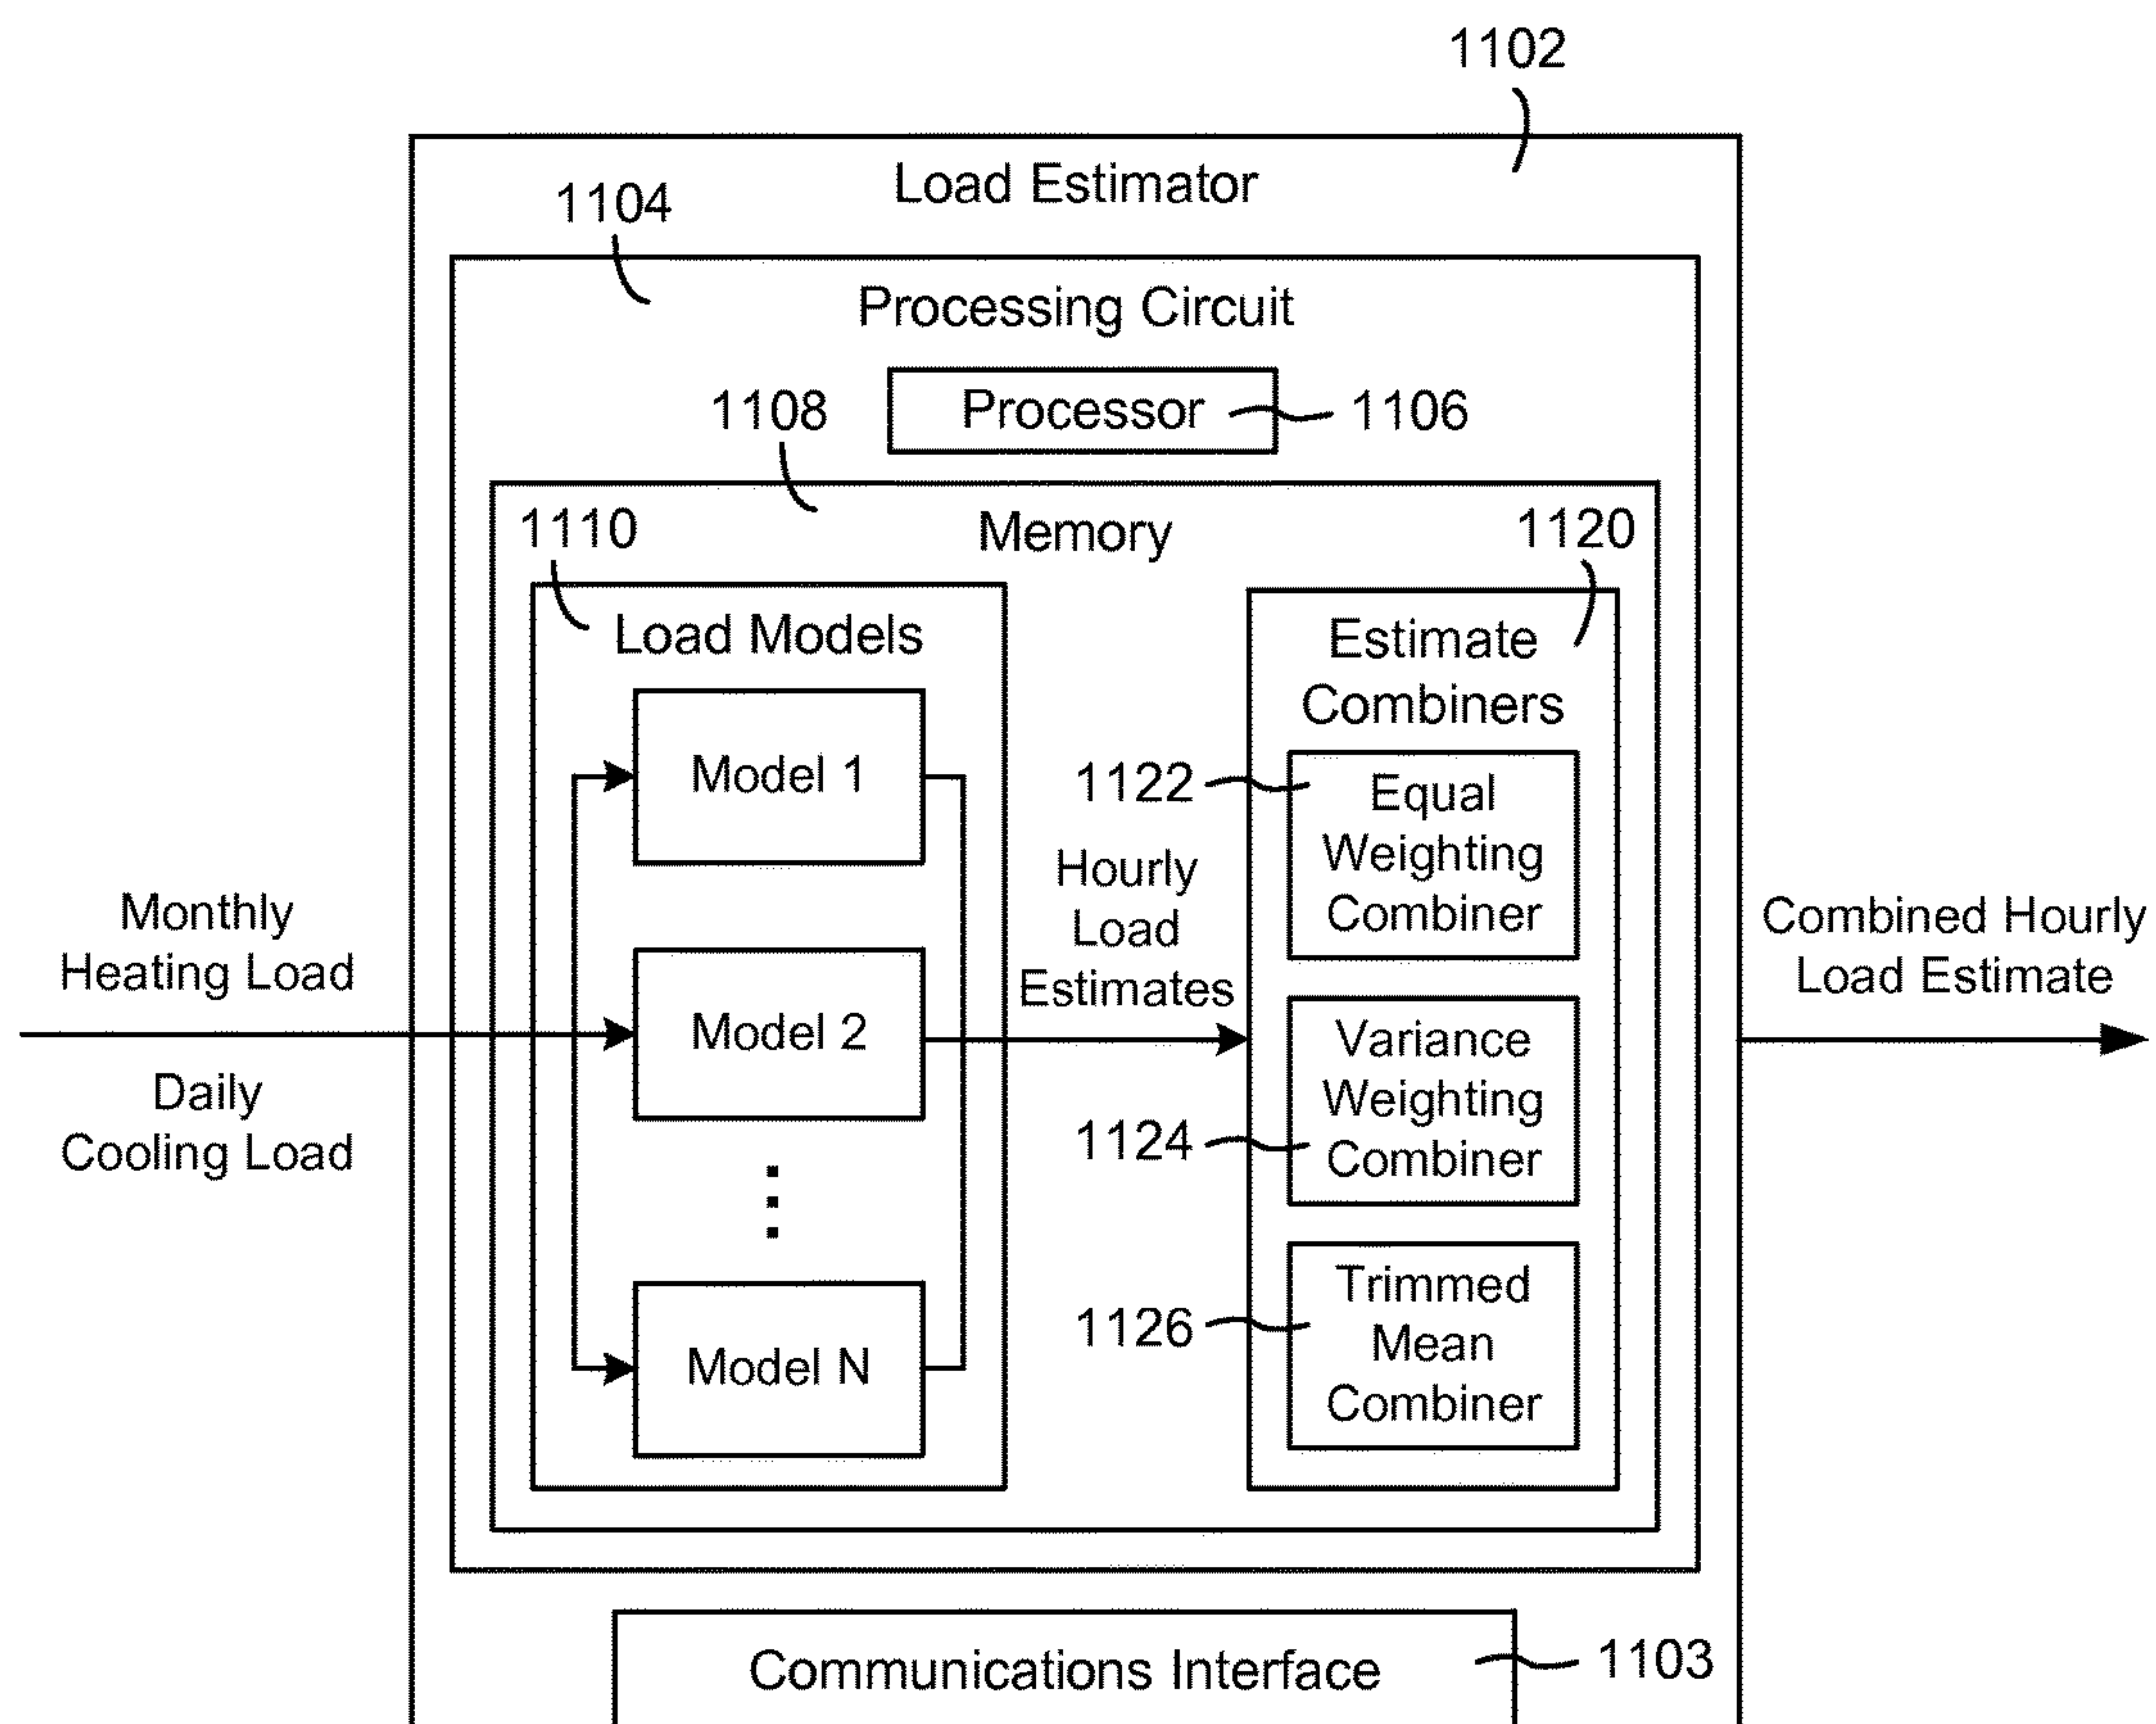 1102
Load Estimator
1104
Processing Circuit
Processor
1106
1108
Memory
1110
1120
Load Models
Estimate
Combiners
Model 1
1122
Equal
Weighting
Combiner
Hourly
Load
Estimates
Monthly
Heating Load
Combined Hourly
Load Estimate
Model 2
Variance
Weighting
Combiner
1124
Daily
Cooling Load
Trimmed
Mean
Combiner
1126
Model N
Communications Interface
1103